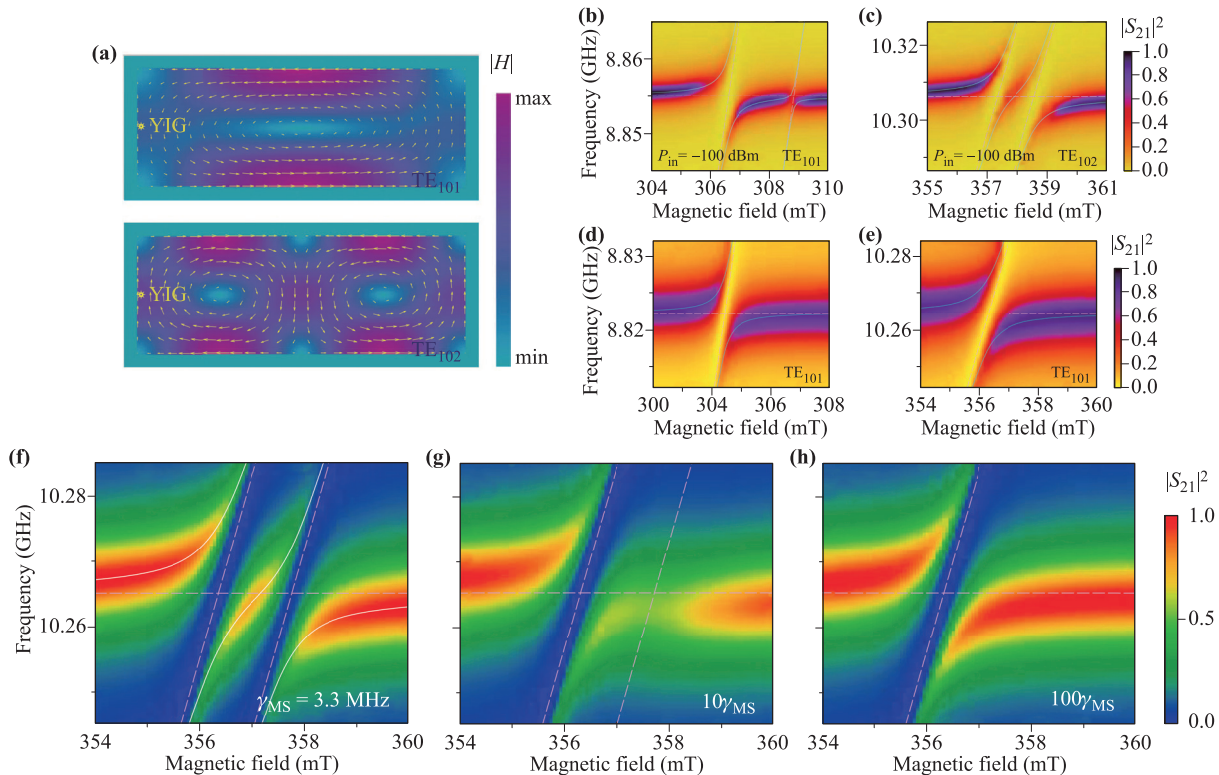 (a)
|H|
max
min
YIG
TE101
YIG
TE102
(b)
Frequency (GHz)
8.86
8.85
Pin= −100 dBm TE101
304 306 308 310
Magnetic field (mT)
(c)
|S21|²
10.32
10.30
Pin= −100 dBm TE102
355 357 359 361
Magnetic field (mT)
1.0
0.8
0.6
0.4
0.2
0.0
(d)
Frequency (GHz)
8.83
8.82
TE101
300 302 304 306 308
Magnetic field (mT)
(e)
|S21|²
10.28
10.26
TE101
354 356 358 360
Magnetic field (mT)
1.0
0.8
0.6
0.4
0.2
0.0
(f)
Frequency (GHz)
10.28
10.26
γMS = 3.3 MHz
354 356 358 360
Magnetic field (mT)
(g)
10γMS
354 356 358 360
Magnetic field (mT)
(h)
100γMS
354 356 358 360
Magnetic field (mT)
|S21|²
1.0
0.5
0.0